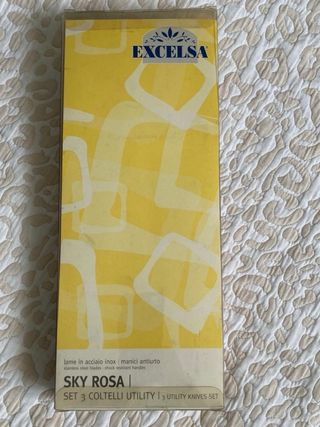 EXCELSA
lame in acciaio inox | manici antiurto
stainless steel blades - shock resistant handles
SKY ROSA |
SET 3 COLTELLI UTILITY | 3 UTILITY KNIVES SET